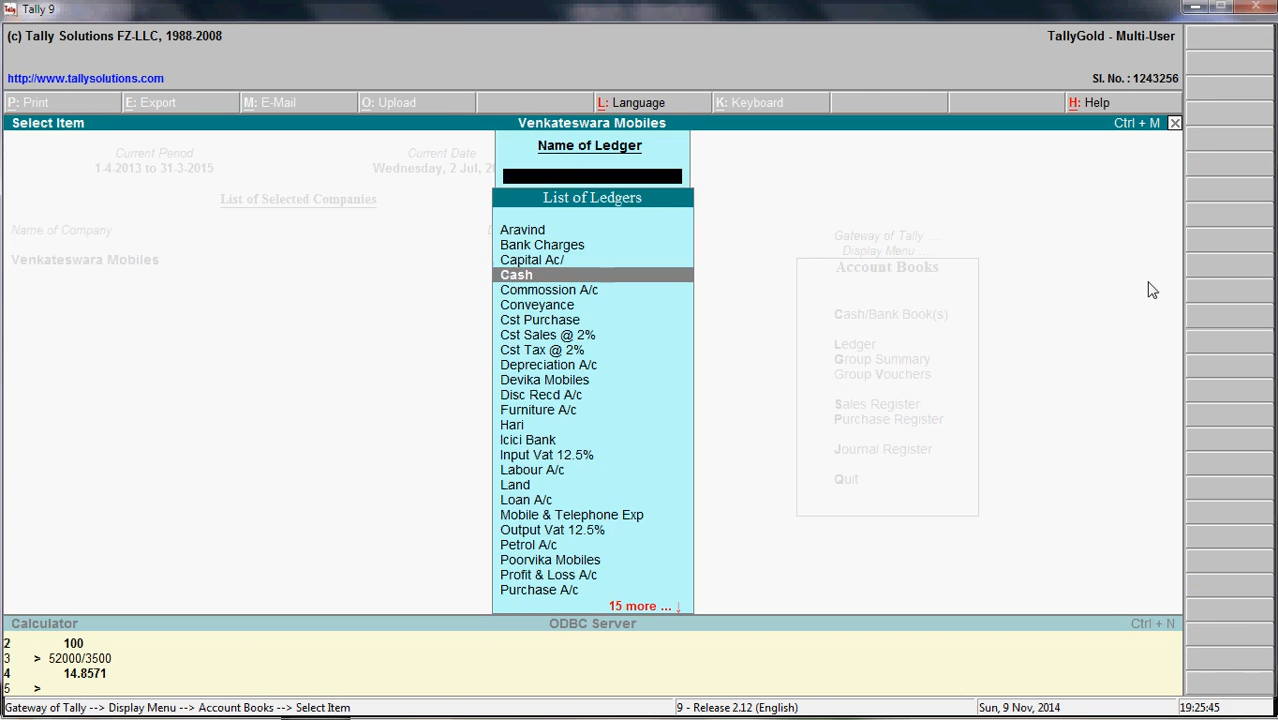 Tally 9
(c) Tally Solutions FZ-LLC, 1988-2008
TallyGold - Multi-User
http://www.tallysolutions.com
Sl. No. : 1243256
P: Print E: Export M: E-Mail O: Upload L: Language K: Keyboard H: Help
Select Item Venkateswara Mobiles Ctrl + M
Name of Ledger
Current Period
1-4-2013 to 31-3-2015
Current Date
Wednesday, 2 Jul, 2
List of Selected Companies
Name of Company
Venkateswara Mobiles
List of Ledgers
Aravind
Bank Charges
Capital Ac/
Cash
Commossion A/c
Conveyance
Cst Purchase
Cst Sales @ 2%
Cst Tax @ 2%
Depreciation A/c
Devika Mobiles
Disc Recd A/c
Furniture A/c
Hari
Icici Bank
Input Vat 12.5%
Labour A/c
Land
Loan A/c
Mobile & Telephone Exp
Output Vat 12.5%
Petrol A/c
Poorvika Mobiles
Profit & Loss A/c
Purchase A/c
15 more ... ↓
Gateway of Tally ....
Display Menu ....
Account Books
Cash/Bank Book(s)
Ledger
Group Summary
Group Vouchers
Sales Register
Purchase Register
Journal Register
Quit
Calculator ODBC Server Ctrl + N
2 100
3 > 52000/3500
4 14.8571
5 >
Gateway of Tally --> Display Menu --> Account Books --> Select Item
9 - Release 2.12 (English)
Sun, 9 Nov, 2014
19:25:45